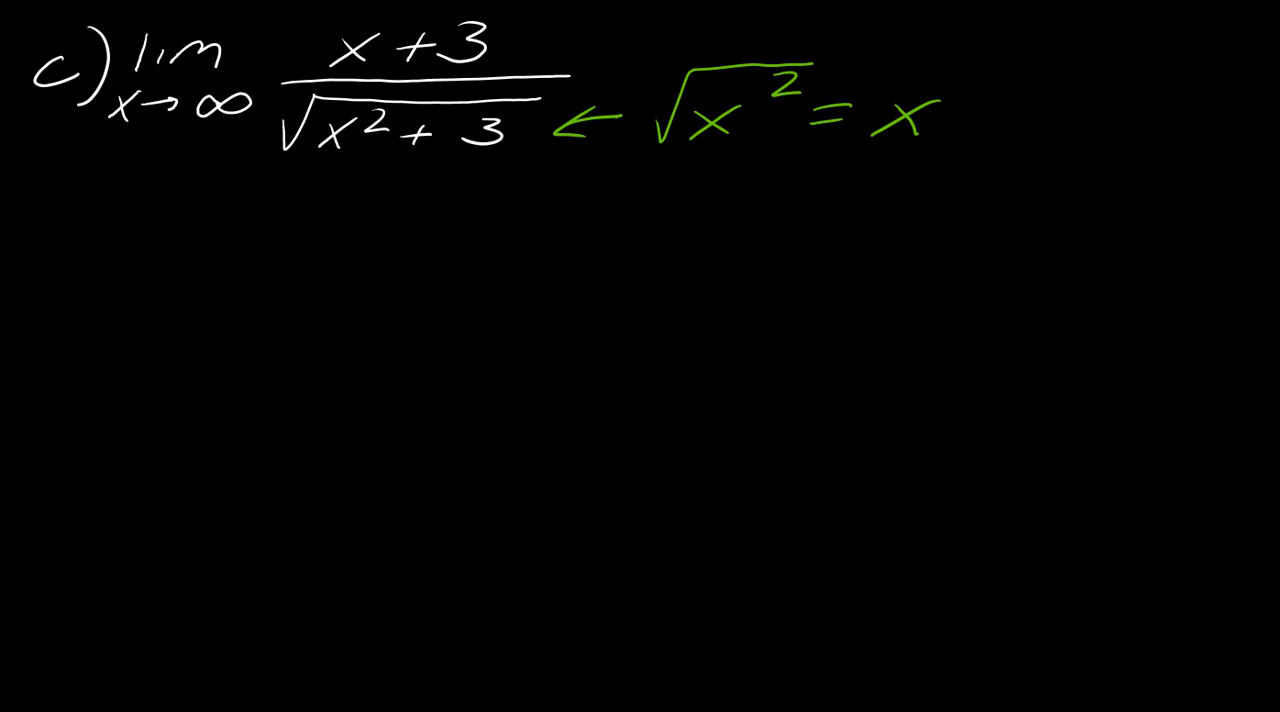 c) lim x→∞ (x + 3) / √(x² + 3) ← √(x²) = x